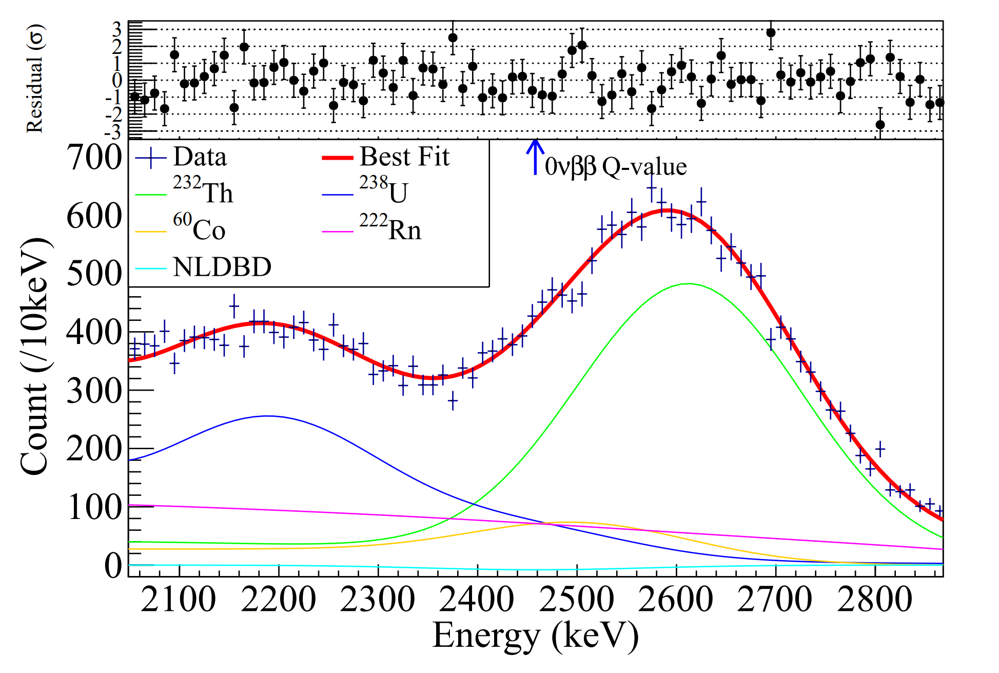 Residual (σ)
3
2
1
0
-1
-2
-3
Data
Best Fit
²³²Th
²³⁸U
⁶⁰Co
²²²Rn
NLDBD
0νββ Q-value
Count (/10keV)
700
600
500
400
300
200
100
0
2100 2200 2300 2400 2500 2600 2700 2800
Energy (keV)